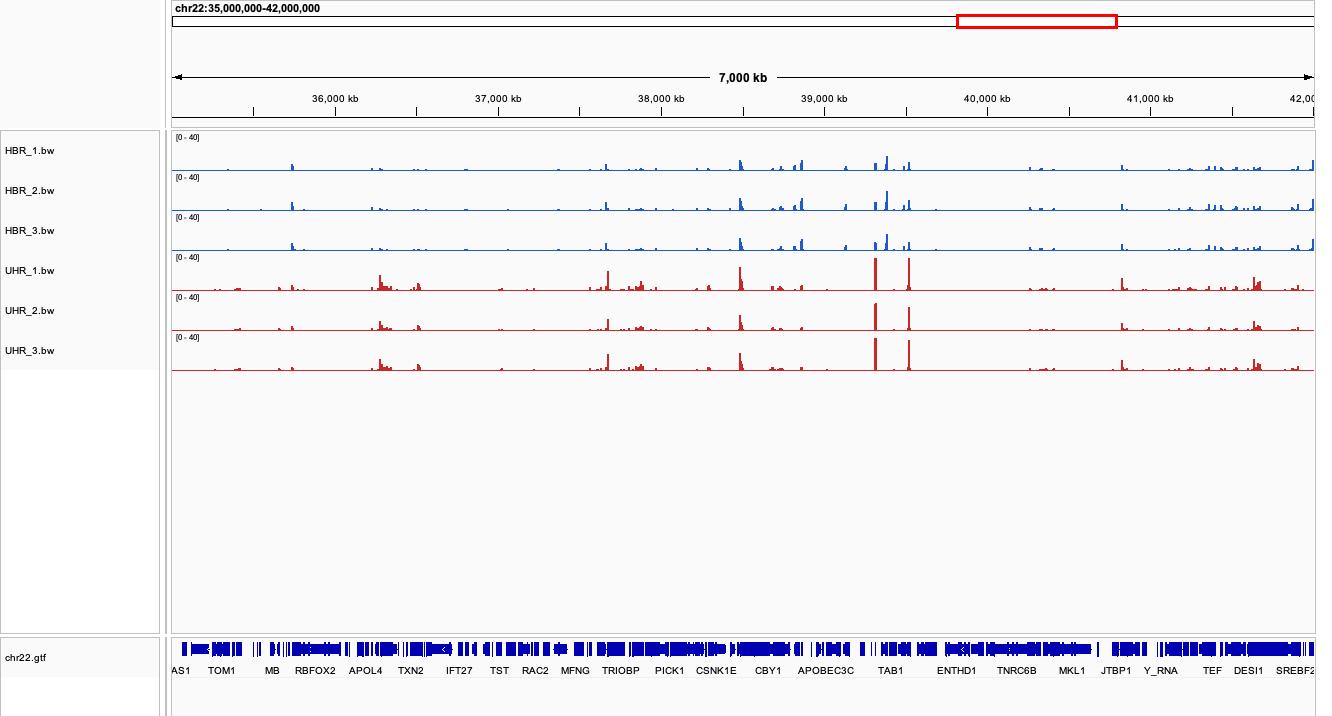 chr22:35,000,000-42,000,000
7,000 kb
36,000 kb 37,000 kb 38,000 kb 39,000 kb 40,000 kb 41,000 kb 42,00
[0 - 40]
HBR_1.bw
[0 - 40]
HBR_2.bw
[0 - 40]
HBR_3.bw
[0 - 40]
UHR_1.bw
[0 - 40]
UHR_2.bw
[0 - 40]
UHR_3.bw
chr22.gtf
AS1 TOM1 MB RBFOX2 APOL4 TXN2 IFT27 TST RAC2 MFNG TRIOBP PICK1 CSNK1E CBY1 APOBEC3C TAB1 ENTHD1 TNRC6B MKL1 JTBP1 Y_RNA TEF DESI1 SREBF2